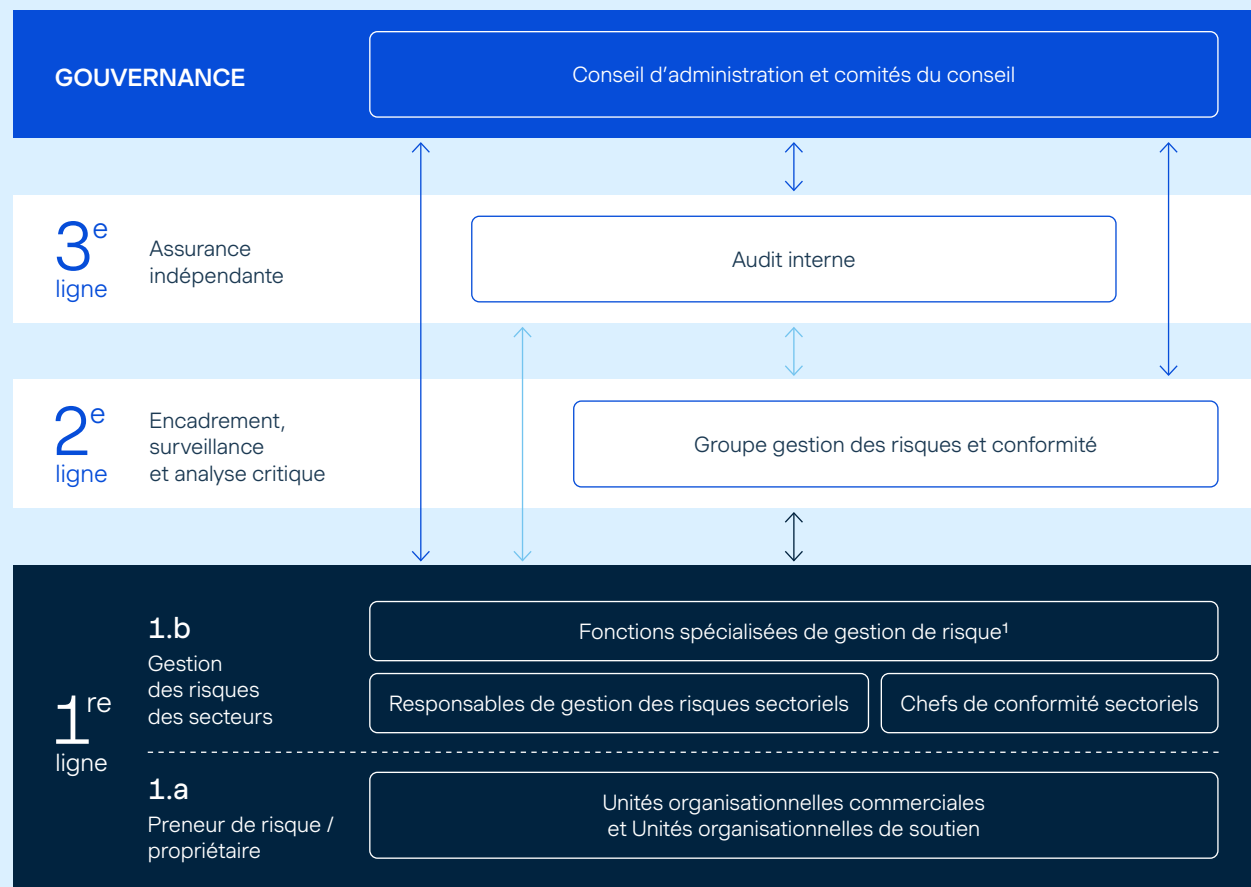 GOUVERNANCE
Conseil d’administration et comités du conseil
3e
ligne
Assurance
indépendante
Audit interne
2e
ligne
Encadrement,
surveillance
et analyse critique
Groupe gestion des risques et conformité
1re
ligne
1.b
Gestion
des risques
des secteurs
Fonctions spécialisées de gestion de risque¹
Responsables de gestion des risques sectoriels
Chefs de conformité sectoriels
1.a
Preneur de risque /
propriétaire
Unités organisationnelles commerciales
et Unités organisationnelles de soutien